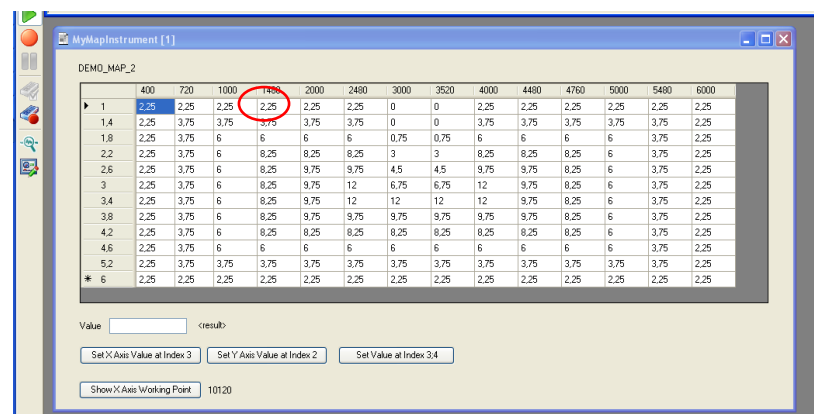 MyMapInstrument [1]
DEMO_MAP_2
400 720 1000 1480 2000 2480 3000 3520 4000 4480 4760 5000 5480 6000
1 2,25 2,25 2,25 2,25 2,25 2,25 0 0 2,25 2,25 2,25 2,25 2,25 2,25
1,4 2,25 3,75 3,75 3,75 3,75 3,75 0 0 3,75 3,75 3,75 3,75 3,75 2,25
1,8 2,25 3,75 6 6 6 6 0,75 0,75 6 6 6 6 3,75 2,25
2,2 2,25 3,75 6 8,25 8,25 8,25 3 3 8,25 8,25 8,25 6 3,75 2,25
2,6 2,25 3,75 6 8,25 9,75 9,75 4,5 4,5 9,75 9,75 8,25 6 3,75 2,25
3 2,25 3,75 6 8,25 9,75 12 6,75 6,75 12 9,75 8,25 6 3,75 2,25
3,4 2,25 3,75 6 8,25 9,75 12 12 12 12 9,75 8,25 6 3,75 2,25
3,8 2,25 3,75 6 8,25 9,75 9,75 9,75 9,75 9,75 9,75 8,25 6 3,75 2,25
4,2 2,25 3,75 6 8,25 8,25 8,25 8,25 8,25 8,25 8,25 8,25 6 3,75 2,25
4,6 2,25 3,75 6 6 6 6 6 6 6 6 6 6 3,75 2,25
5,2 2,25 3,75 3,75 3,75 3,75 3,75 3,75 3,75 3,75 3,75 3,75 3,75 3,75 2,25
* 6 2,25 2,25 2,25 2,25 2,25 2,25 2,25 2,25 2,25 2,25 2,25 2,25 2,25 2,25
Value <result>
Set X Axis Value at Index 3 Set Y Axis Value at Index 2 Set Value at Index 3;4
Show X Axis Working Point 10120